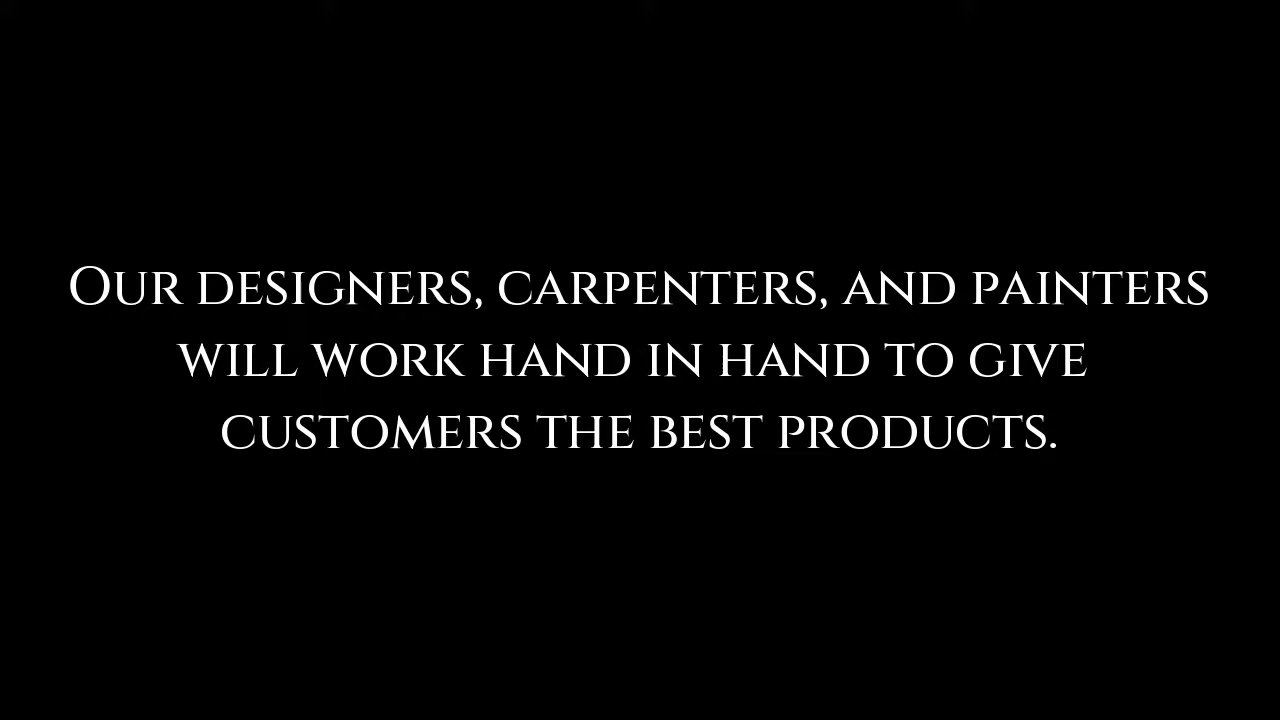 Our designers, carpenters, and painters
will work hand in hand to give
customers the best products.